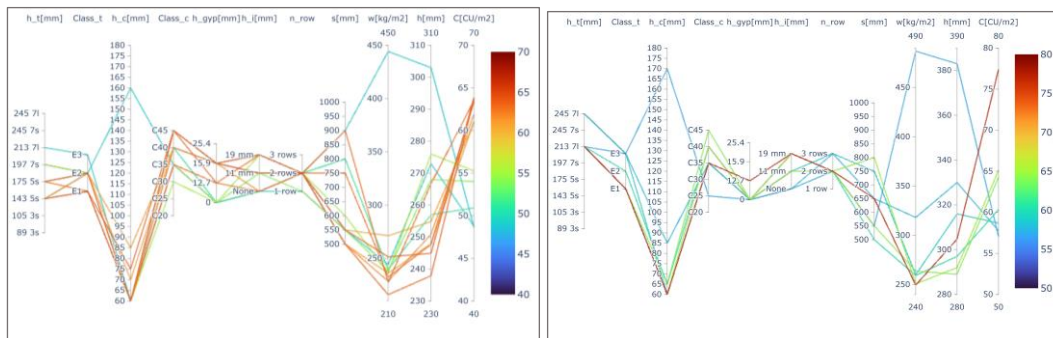 h_t[mm] Class_t h_c[mm] Class_c h_gyp[mm] h_i[mm] n_row s[mm] w[kg/m2] h[mm] C[CU/m2]
450 310 70
180 450 310 70 70
175
170
165
160 300 65
155
150
145 1000 400 290
245 7l 140 950 65
245 7s 135 C45 25.4 900
213 7l E3 130 C40 19 mm 3 rows 850 280 60
197 7s 125 15.9 800
175 5s E2 120 C35 11 mm 2 rows 750 270 55
143 5s E1 115 C30 12.7 700
105 3s 110 C25 None 1 row 650 300 260 50
89 3s 105 C20 0 600
100 550
95 500 250
90
85 250 45
80 240 45
75
70
65
60 230 40 40
210 230 40
h_t[mm] Class_t h_c[mm] Class_c h_gyp[mm] h_i[mm] n_row s[mm] w[kg/m2] h[mm] C[CU/m2]
490 390 80
180 80 80
175
170 380
165
160 450 75 75
155
150
145 1000 360
245 7l 140 950
245 7s 135 C45 25.4 900 400 70 70
213 7l E3 130 C40 19 mm 3 rows 850
197 7s 125 15.9 800 340
175 5s E2 120 C35 11 mm 2 rows 750 65 65
143 5s E1 115 C30 12.7 700 350
105 3s 110 C25 None 1 row 650 320
89 3s 105 C20 0 600 60 60
100 550
95 500 300
90 300
85 55 55
80
75 250
70
65
60 280 50 50
240 280 50